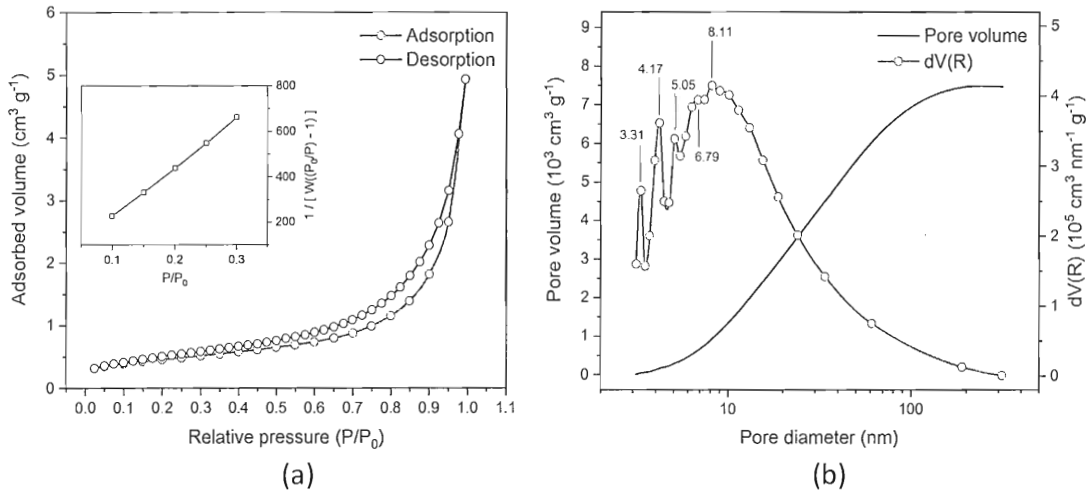 6
5
4
3
2
1
0
Adsorbed volume (cm³ g⁻¹)
Adsorption
Desorption
800
600
400
200
1 / [ W((P₀/P) - 1) ]
0.1 0.2 0.3
P/P₀
0.0 0.1 0.2 0.3 0.4 0.5 0.6 0.7 0.8 0.9 1.0 1.1
Relative pressure (P/P₀)
(a)
9
8
7
6
5
4
3
2
1
0
Pore volume (10³ cm³ g⁻¹)
Pore volume
dV(R)
8.11
4.17
5.05
3.31
6.79
5
4
3
2
1
0
dV(R) (10⁵ cm³ nm⁻¹ g⁻¹)
10 100
Pore diameter (nm)
(b)